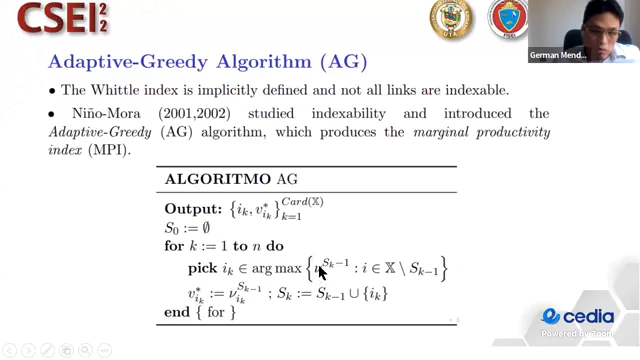 CSEI 2 2
German Mend...
Adaptive-Greedy Algorithm (AG)
• The Whittle index is implicitly defined and not all links are indexable.
• Niño-Mora (2001,2002) studied indexability and introduced the
Adaptive-Greedy (AG) algorithm, which produces the marginal productivity
index (MPI).
ALGORITMO AG
Output: {i_k, v*_{i_k}}_{k=1}^{Card(𝕏)}
S_0 := ∅
for k := 1 to n do
pick i_k ∈ arg max {ν^{S_k−1} : i ∈ 𝕏 \ S_{k−1}}
v*_{i_k} := ν_{i_k}^{S_{k−1}} ; S_k := S_{k−1} ∪ {i_k}
end { for }
cedia
Powered by Zoom